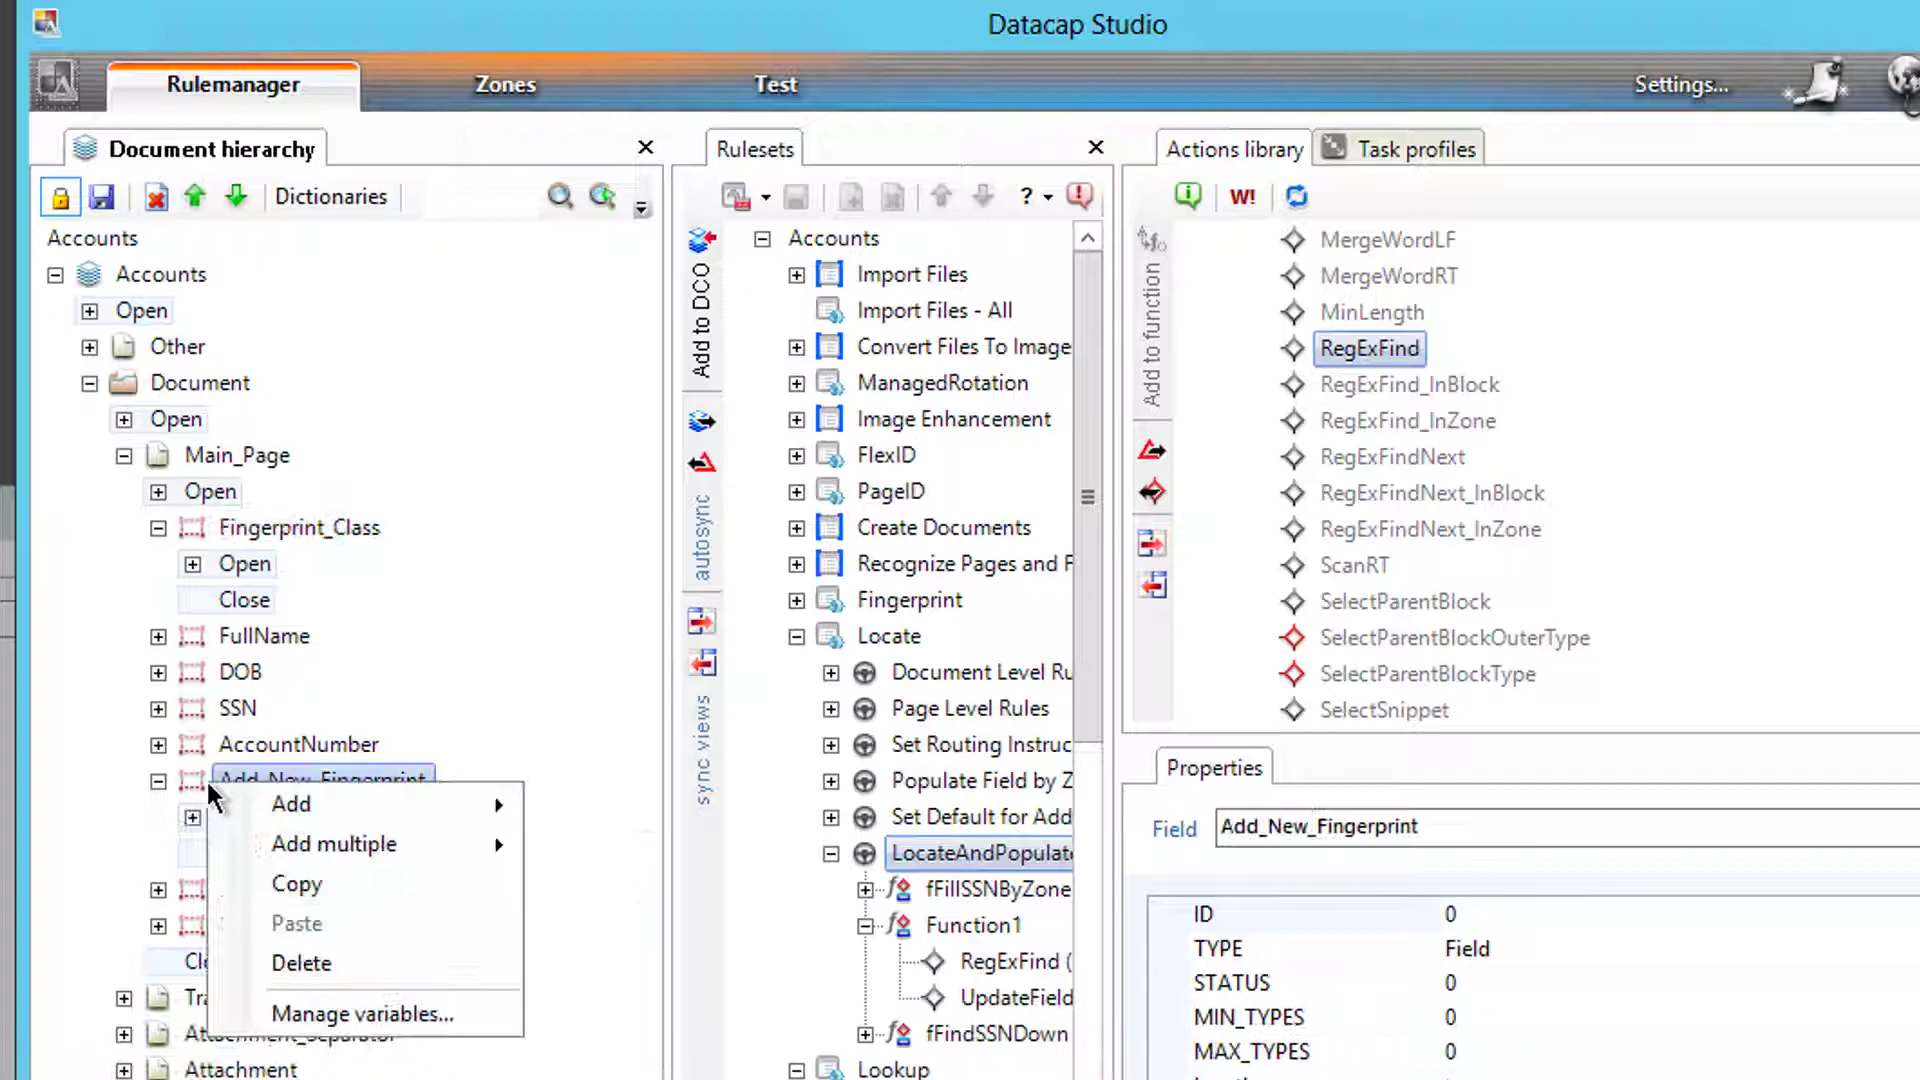 Datacap Studio
Rulemanager
Zones
Test
Settings...
Document hierarchy
Dictionaries
Accounts
Accounts
Open
Other
Document
Open
Main_Page
Open
Fingerprint_Class
Open
Close
FullName
DOB
SSN
AccountNumber
Add_New_Fingerprint
Add
Add multiple
Copy
Paste
Delete
Manage variables...
Attachment
Rulesets
?
Add to DCO
autosync
sync views
Accounts
Import Files
Import Files - All
Convert Files To Image
ManagedRotation
Image Enhancement
FlexID
PageID
Create Documents
Recognize Pages and F
Fingerprint
Locate
Document Level Ru
Page Level Rules
Set Routing Instruc
Populate Field by Z
Set Default for Add
LocateAndPopulate
fFillSSNByZone
Function1
RegExFind (
UpdateField
fFindSSNDown
Lookup
Actions library
Task profiles
W!
Add to function
MergeWordLF
MergeWordRT
MinLength
RegExFind
RegExFind_InBlock
RegExFind_InZone
RegExFindNext
RegExFindNext_InBlock
RegExFindNext_InZone
ScanRT
SelectParentBlock
SelectParentBlockOuterType
SelectParentBlockType
SelectSnippet
Properties
Field
Add_New_Fingerprint
ID 0
TYPE Field
STATUS 0
MIN_TYPES 0
MAX_TYPES 0